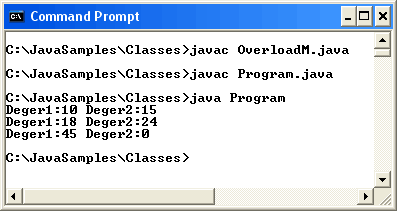 Command Prompt
C:\JavaSamples\Classes>javac OverloadM.java
C:\JavaSamples\Classes>javac Program.java
C:\JavaSamples\Classes>java Program
Deger1:10 Deger2:15
Deger1:18 Deger2:24
Deger1:45 Deger2:0
C:\JavaSamples\Classes>